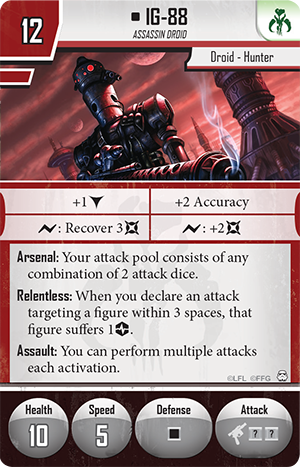 12
IG-88
ASSASSIN DROID
Droid - Hunter
+1
+2 Accuracy
: Recover 3
: +2
Arsenal: Your attack pool consists of any
combination of 2 attack dice.
Relentless: When you declare an attack
targeting a figure within 3 spaces, that
figure suffers 1.
Assault: You can perform multiple attacks
each activation.
©LFL ©FFG
Health
10
Speed
5
Defense
Attack
? ?